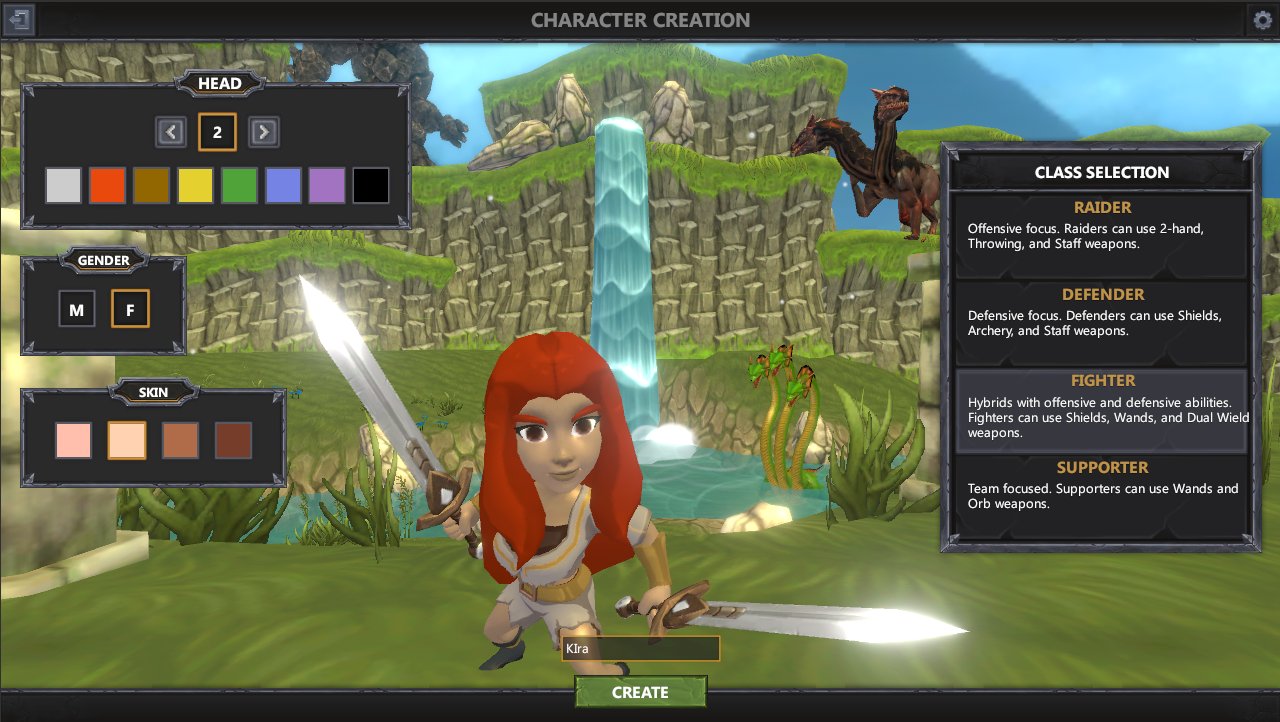 CHARACTER CREATION
HEAD
2
GENDER
M F
SKIN
CLASS SELECTION
RAIDER
Offensive focus. Raiders can use 2-hand,
Throwing, and Staff weapons.
DEFENDER
Defensive focus. Defenders can use Shields,
Archery, and Staff weapons.
FIGHTER
Hybrids with offensive and defensive abilities.
Fighters can use Shields, Wands, and Dual Wield
weapons.
SUPPORTER
Team focused. Supporters can use Wands and
Orb weapons.
KIra
CREATE